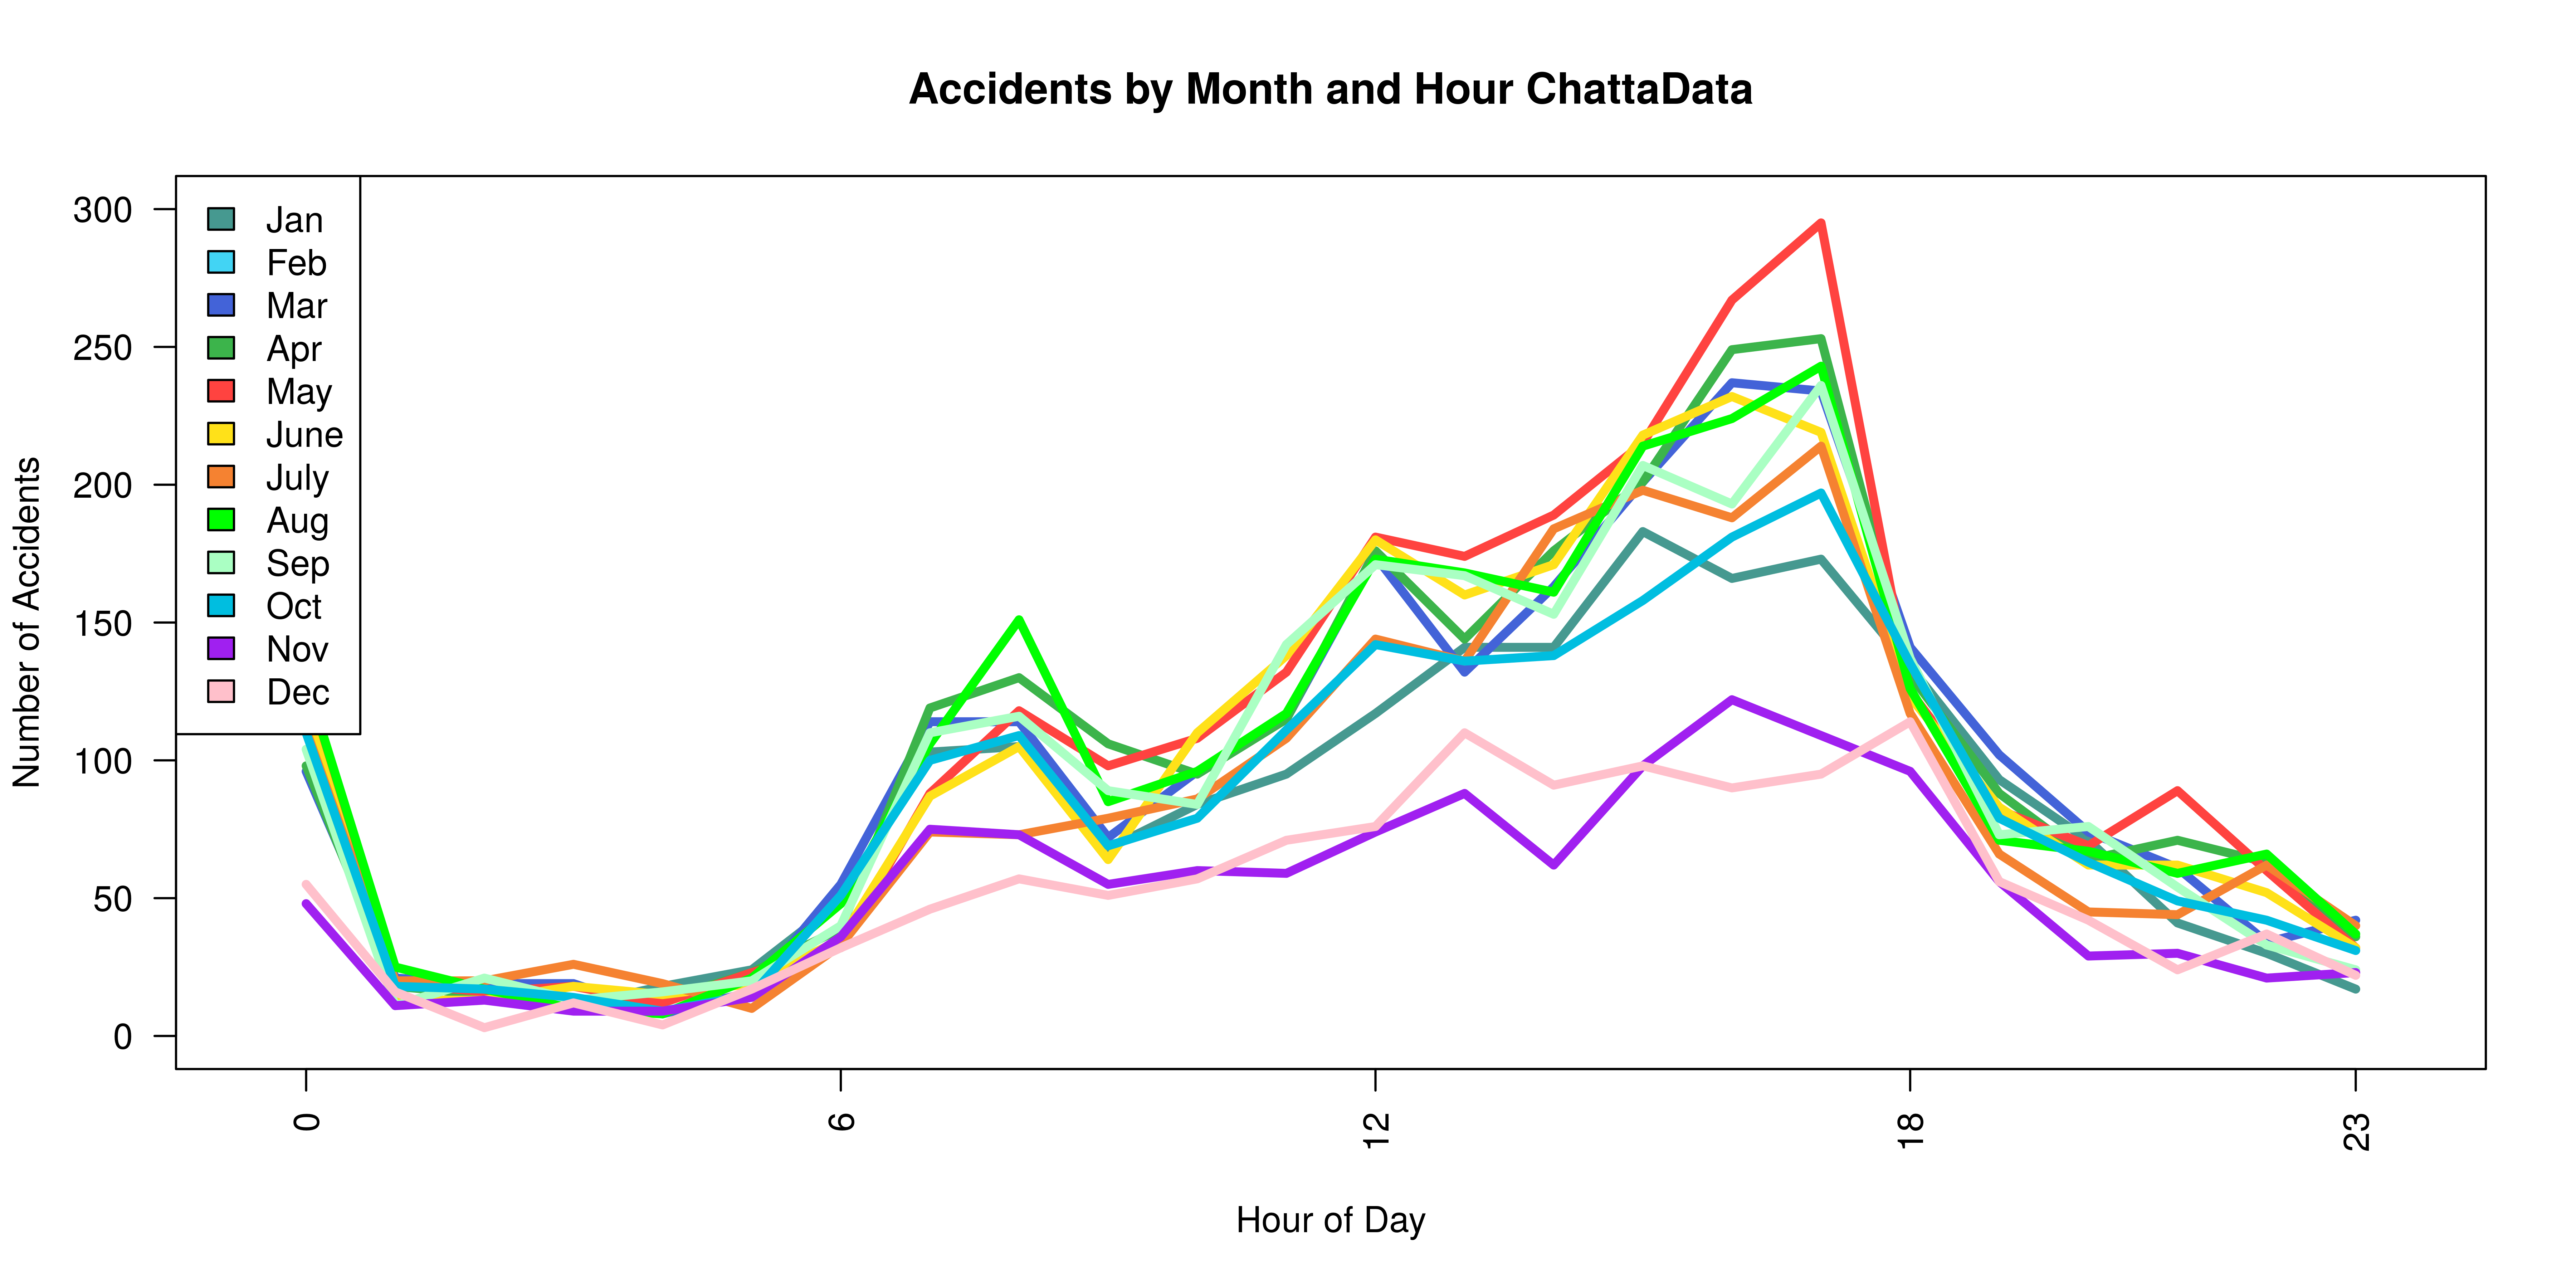 Accidents by Month and Hour ChattaData
Number of Accidents
300
250
200
150
100
50
0
Jan
Feb
Mar
Apr
May
June
July
Aug
Sep
Oct
Nov
Dec
0
6
12
18
23
Hour of Day